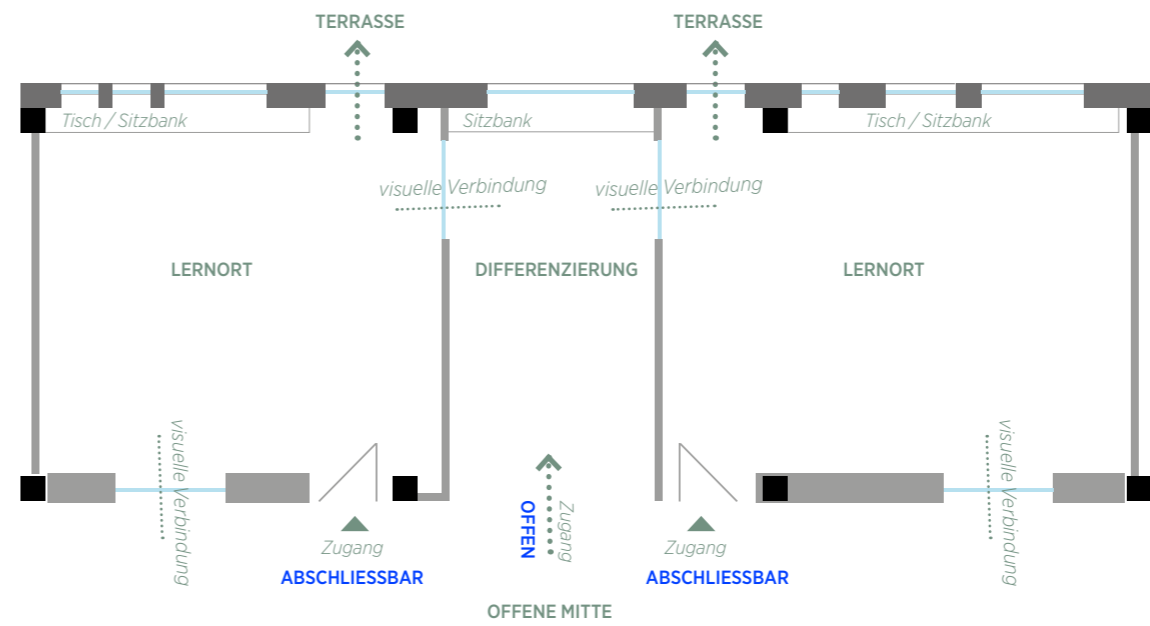 TERRASSE
TERRASSE
Tisch / Sitzbank
Sitzbank
Tisch / Sitzbank
visuelle Verbindung
visuelle Verbindung
LERNORT
DIFFERENZIERUNG
LERNORT
visuelle Verbindung
OFFEN
Zugang
visuelle Verbindung
Zugang
Zugang
ABSCHLIESSBAR
ABSCHLIESSBAR
OFFENE MITTE